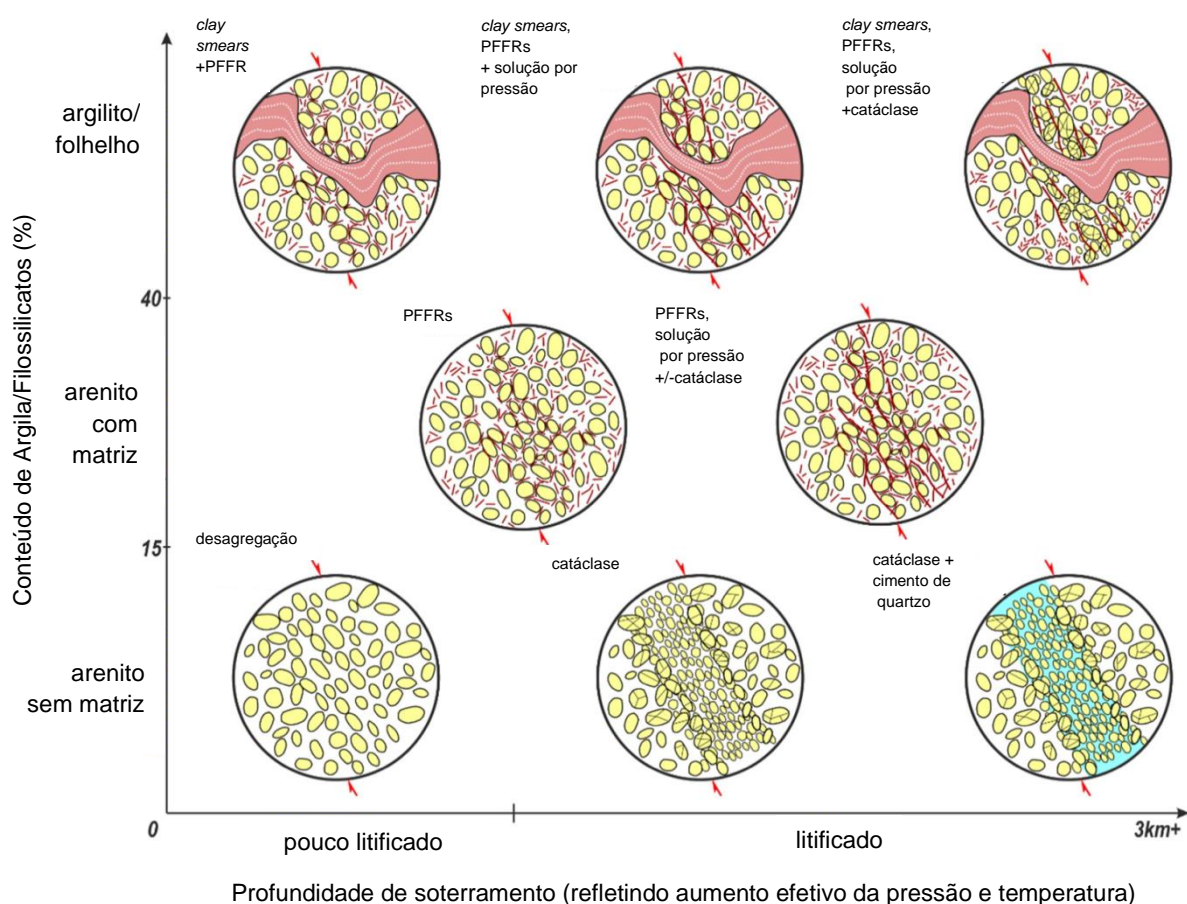 clay
smears
+PFFR
clay smears,
PFFRs
+ solução por
pressão
clay smears,
PFFRs,
solução
por pressão
+catáclase
argilito/
folhelho
Conteúdo de Argila/Filossilicatos (%)
40
PFFRs
PFFRs,
solução
por pressão
+/-catáclase
arenito
com
matriz
15
desagregação
catáclase
catáclase +
cimento de
quartzo
arenito
sem matriz
0
pouco litificado
litificado
3km+
Profundidade de soterramento (refletindo aumento efetivo da pressão e temperatura)